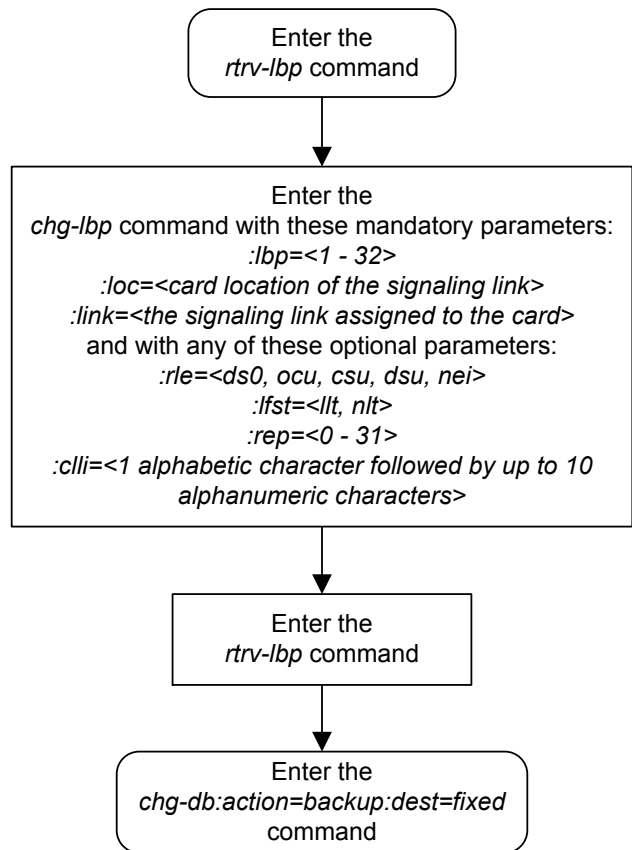 Enter the
rtrv-lbp command
Enter the
chg-lbp command with these mandatory parameters:
:lbp=<1 - 32>
:loc=<card location of the signaling link>
:link=<the signaling link assigned to the card>
and with any of these optional parameters:
:rle=<ds0, ocu, csu, dsu, nei>
:lfst=<llt, nlt>
:rep=<0 - 31>
:clli=<1 alphabetic character followed by up to 10
alphanumeric characters>
Enter the
rtrv-lbp command
Enter the
chg-db:action=backup:dest=fixed
command